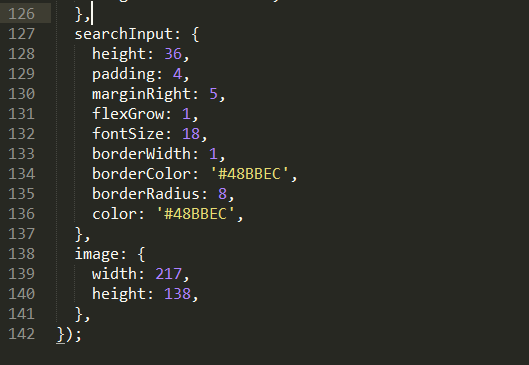 126 },
127 searchInput: {
128 height: 36,
129 padding: 4,
130 marginRight: 5,
131 flexGrow: 1,
132 fontSize: 18,
133 borderWidth: 1,
134 borderColor: '#48BBEC',
135 borderRadius: 8,
136 color: '#48BBEC',
137 },
138 image: {
139 width: 217,
140 height: 138,
141 },
142 });